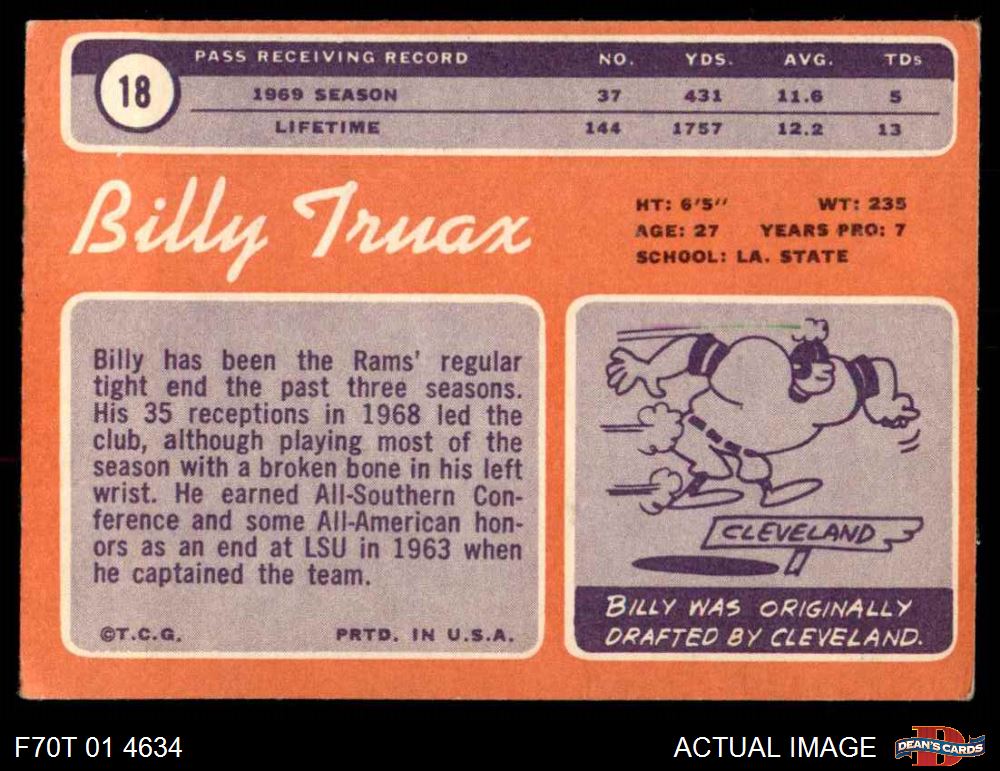 18
PASS RECEIVING RECORD NO. YDS. AVG. TDs
1969 SEASON 37 431 11.6 5
LIFETIME 144 1757 12.2 13
Billy Truax
HT: 6'5" WT: 235
AGE: 27 YEARS PRO: 7
SCHOOL: LA. STATE
Billy has been the Rams' regular
tight end the past three seasons.
His 35 receptions in 1968 led the
club, although playing most of the
season with a broken bone in his left
wrist. He earned All-Southern Con-
ference and some All-American hon-
ors as an end at LSU in 1963 when
he captained the team.
©T.C.G. PRTD. IN U.S.A.
CLEVELAND
BILLY WAS ORIGINALLY
DRAFTED BY CLEVELAND.
F70T 01 4634
ACTUAL IMAGE
D
DEAN'S CARDS